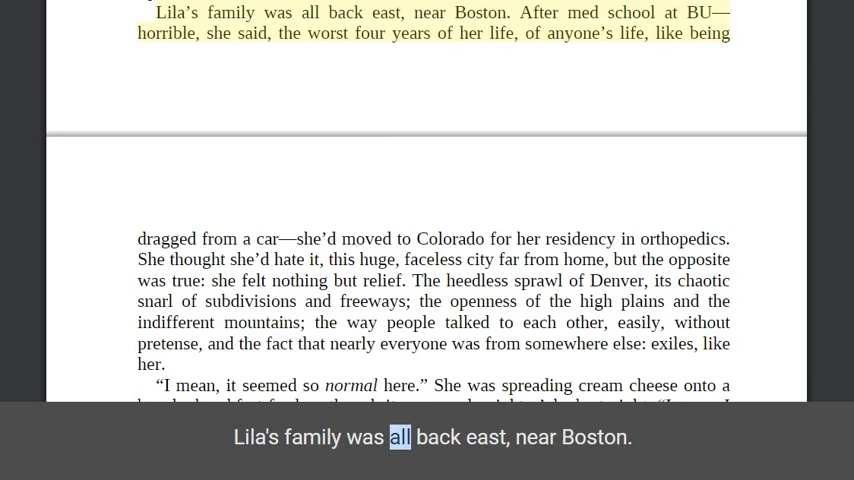 Lila’s family was all back east, near Boston. After med school at BU—
horrible, she said, the worst four years of her life, of anyone’s life, like being
dragged from a car—she’d moved to Colorado for her residency in orthopedics.
She thought she’d hate it, this huge, faceless city far from home, but the opposite
was true: she felt nothing but relief. The heedless sprawl of Denver, its chaotic
snarl of subdivisions and freeways; the openness of the high plains and the
indifferent mountains; the way people talked to each other, easily, without
pretense, and the fact that nearly everyone was from somewhere else: exiles, like
her.
“I mean, it seemed so normal here.” She was spreading cream cheese onto a
Lila's family was all back east, near Boston.